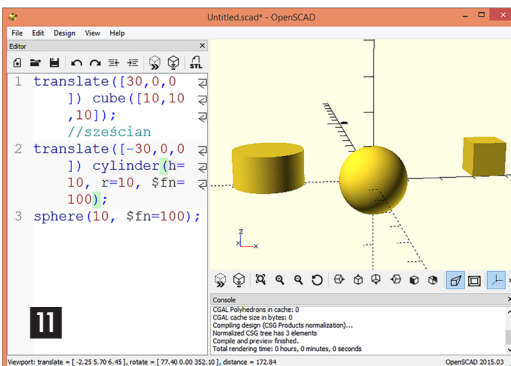 Untitled.scad* - OpenSCAD
File Edit Design View Help
Editor
STL
1 translate([30,0,0
]) cube([10,10
,10]);
//sześcian
2 translate([-30,0,0
]) cylinder(h=
10, r=10, $fn=
100);
3 sphere(10, $fn=100);
11
z
x
Console
CGAL Polyhedrons in cache: 0
CGAL cache size in bytes: 0
Compiling design (CSG Products normalization)...
Normalized CSG tree has 3 elements
Compile and preview finished.
Total rendering time: 0 hours, 0 minutes, 0 seconds
Viewport: translate = [ -2.25 5.70 6.45 ], rotate = [ 77.40 0.00 352.10 ], distance = 172.84
OpenSCAD 2015.03